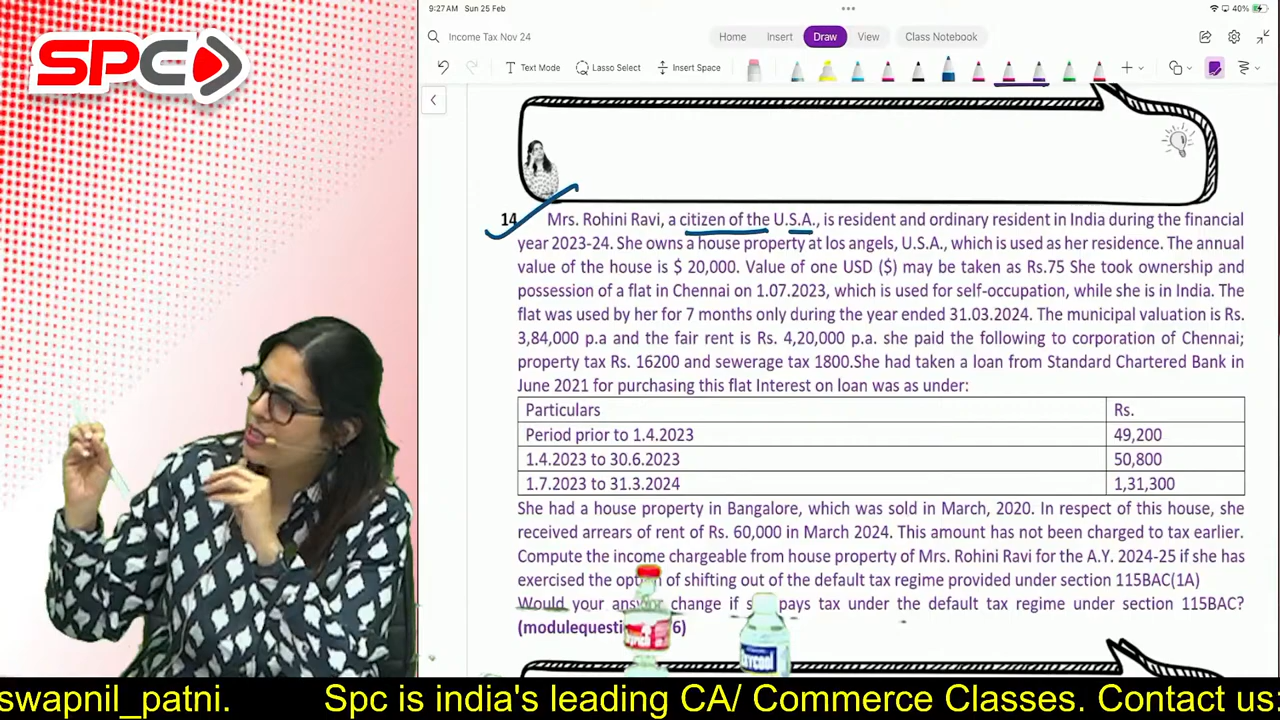 SPC
9:27AM Sun 25 Feb
40%
Income Tax Nov 24
Home Insert Draw View Class Notebook
Text Mode Lasso Select Insert Space
14 Mrs. Rohini Ravi, a citizen of the U.S.A., is resident and ordinary resident in India during the financial
year 2023-24. She owns a house property at los angels, U.S.A., which is used as her residence. The annual
value of the house is $ 20,000. Value of one USD ($) may be taken as Rs.75 She took ownership and
possession of a flat in Chennai on 1.07.2023, which is used for self-occupation, while she is in India. The
flat was used by her for 7 months only during the year ended 31.03.2024. The municipal valuation is Rs.
3,84,000 p.a and the fair rent is Rs. 4,20,000 p.a. she paid the following to corporation of Chennai;
property tax Rs. 16200 and sewerage tax 1800.She had taken a loan from Standard Chartered Bank in
June 2021 for purchasing this flat Interest on loan was as under:
Particulars Rs.
Period prior to 1.4.2023 49,200
1.4.2023 to 30.6.2023 50,800
1.7.2023 to 31.3.2024 1,31,300
She had a house property in Bangalore, which was sold in March, 2020. In respect of this house, she
received arrears of rent of Rs. 60,000 in March 2024. This amount has not been charged to tax earlier.
Compute the income chargeable from house property of Mrs. Rohini Ravi for the A.Y. 2024-25 if she has
exercised the option of shifting out of the default tax regime provided under section 115BAC(1A)
Would your answer change if pays tax under the default tax regime under section 115BAC?
6)
swapnil_patni. Spc is india's leading CA/ Commerce Classes. Contact us: